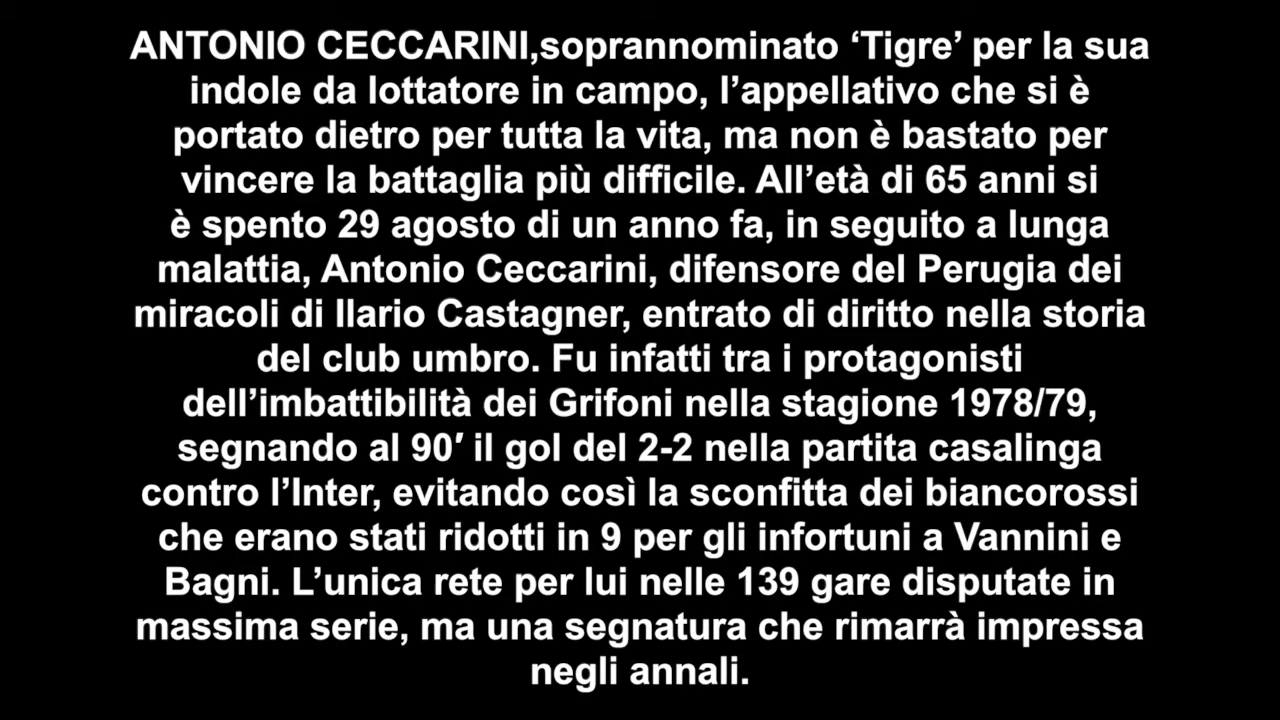 ANTONIO CECCARINI,soprannominato ‘Tigre’ per la sua
indole da lottatore in campo, l’appellativo che si è
portato dietro per tutta la vita, ma non è bastato per
vincere la battaglia più difficile. All’età di 65 anni si
è spento 29 agosto di un anno fa, in seguito a lunga
malattia, Antonio Ceccarini, difensore del Perugia dei
miracoli di Ilario Castagner, entrato di diritto nella storia
del club umbro. Fu infatti tra i protagonisti
dell’imbattibilità dei Grifoni nella stagione 1978/79,
segnando al 90′ il gol del 2-2 nella partita casalinga
contro l’Inter, evitando così la sconfitta dei biancorossi
che erano stati ridotti in 9 per gli infortuni a Vannini e
Bagni. L’unica rete per lui nelle 139 gare disputate in
massima serie, ma una segnatura che rimarrà impressa
negli annali.